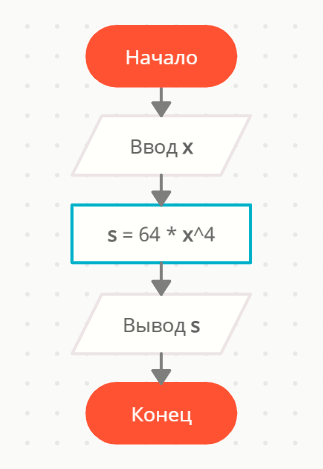 Начало
Ввод x
s = 64 * x^4
Вывод s
Конец